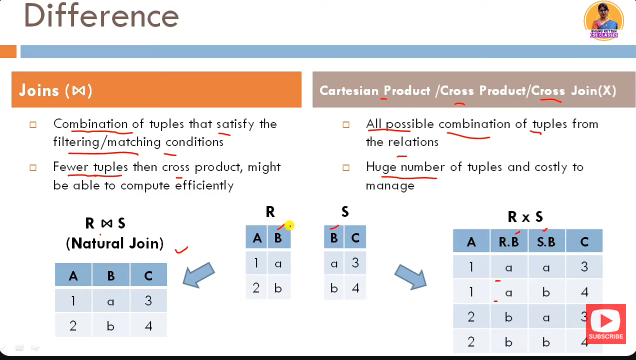 Difference
Joins (⋈)
□ Combination of tuples that satisfy the
filtering/matching conditions
□ Fewer tuples then cross product, might
be able to compute efficiently
Cartesian Product /Cross Product/Cross Join(X)
□ All possible combination of tuples from
the relations
□ Huge number of tuples and costly to
manage
R ⋈ S
(Natural Join)
A B C
1 a 3
2 b 4
R
A B
1 a
2 b
S
B C
a 3
b 4
R x S
A R.B S.B C
1 a a 3
1 a b 4
2 b a 3
2 b b 4
SUBSCRIBE